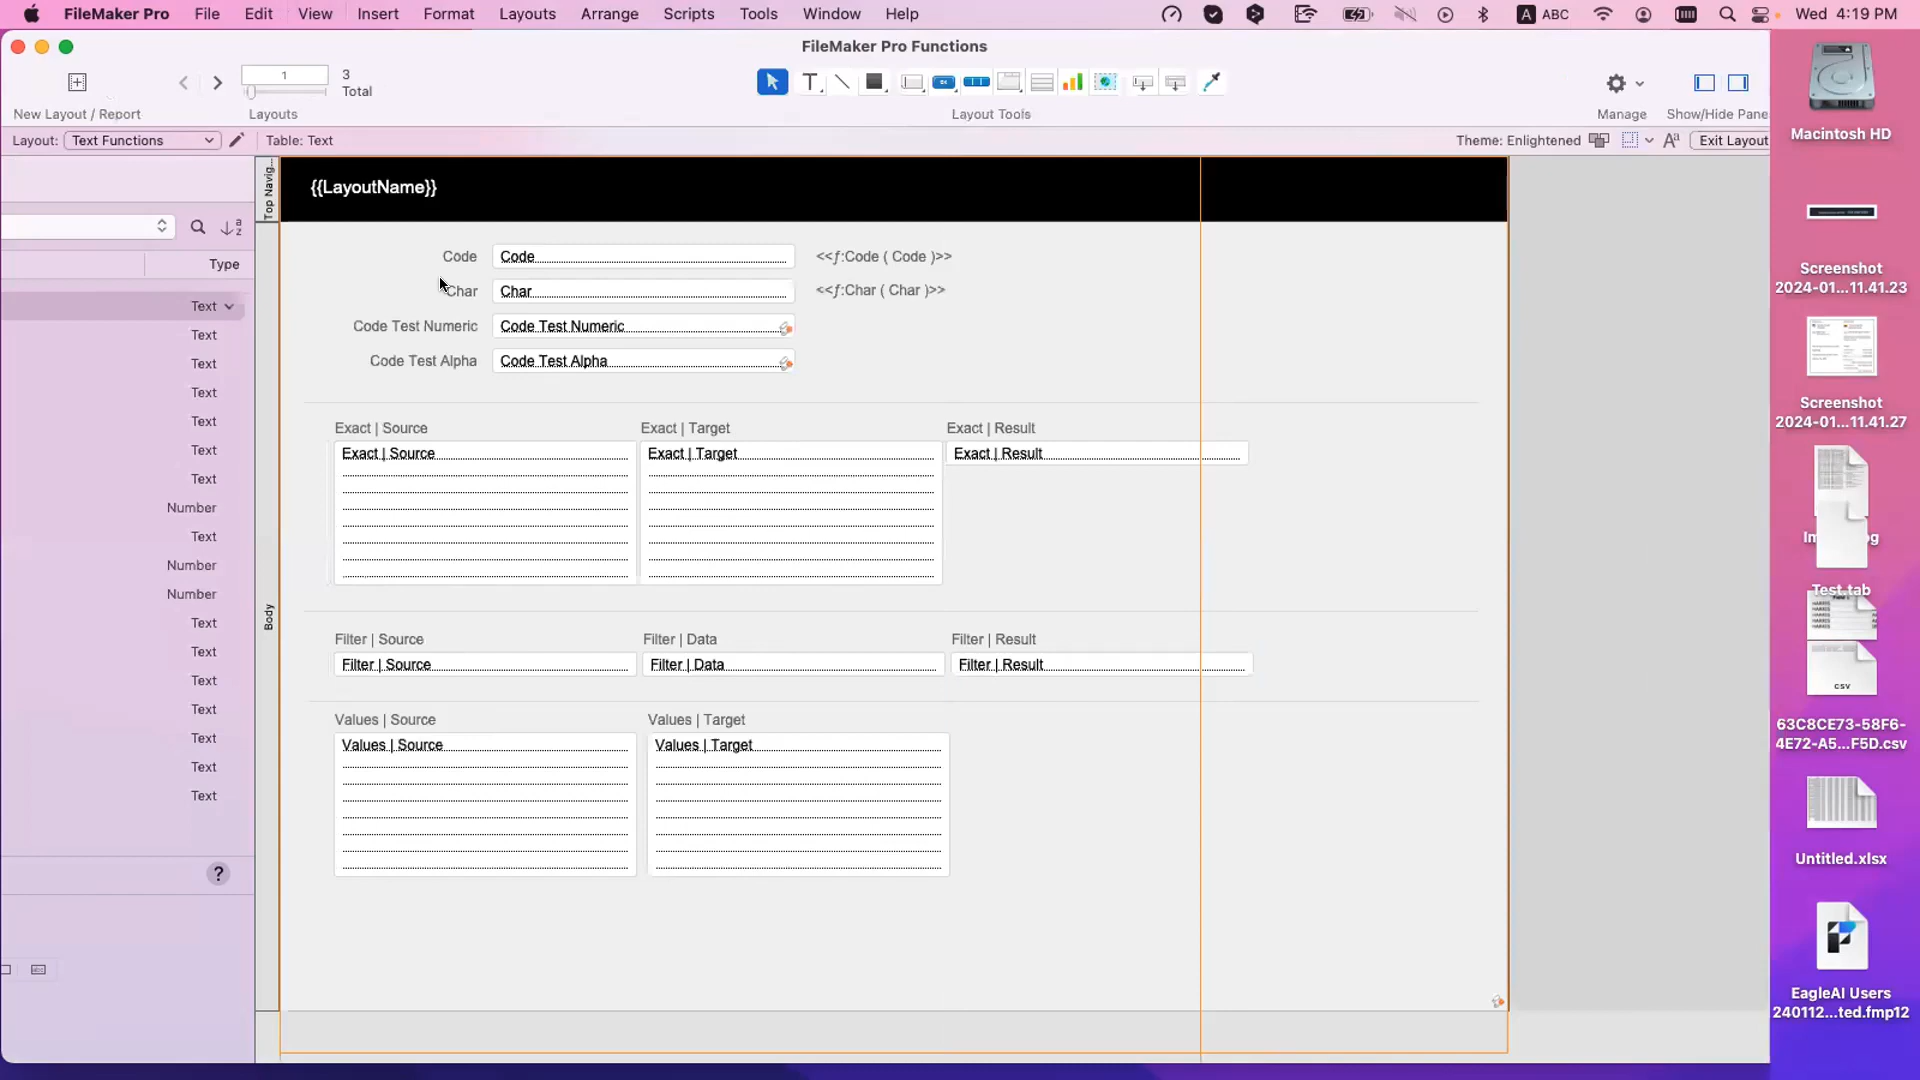 FileMaker Pro File Edit View Insert Format Layouts Arrange Scripts Tools Window Help A ABC Wed 4:19 PM
FileMaker Pro Functions
1
3
Total
New Layout / Report Layouts Layout Tools Manage Show/Hide Pane
Layout: Text Functions Table: Text Theme: Enlightened Aa Exit Layout
Top Navig...
{{LayoutName}}
Type
Text
Text
Text
Text
Text
Text
Text
Number
Text
Number
Number
Text
Text
Text
Text
Text
Text
Text
?
Body
Code Code <<ƒ:Code ( Code )>>
Char Char <<ƒ:Char ( Char )>>
Code Test Numeric Code Test Numeric
Code Test Alpha Code Test Alpha
Exact | Source Exact | Target Exact | Result
Exact | Source Exact | Target Exact | Result
Filter | Source Filter | Data Filter | Result
Filter | Source Filter | Data Filter | Result
Values | Source Values | Target
Values | Source Values | Target
Macintosh HD
Screenshot
2024-01...11.41.23
Screenshot
2024-01...11.41.27
Test.tab
CSV
63C8CE73-58F6-
4E72-A5...F5D.csv
Untitled.xlsx
EagleAI Users
240112...ted.fmp12